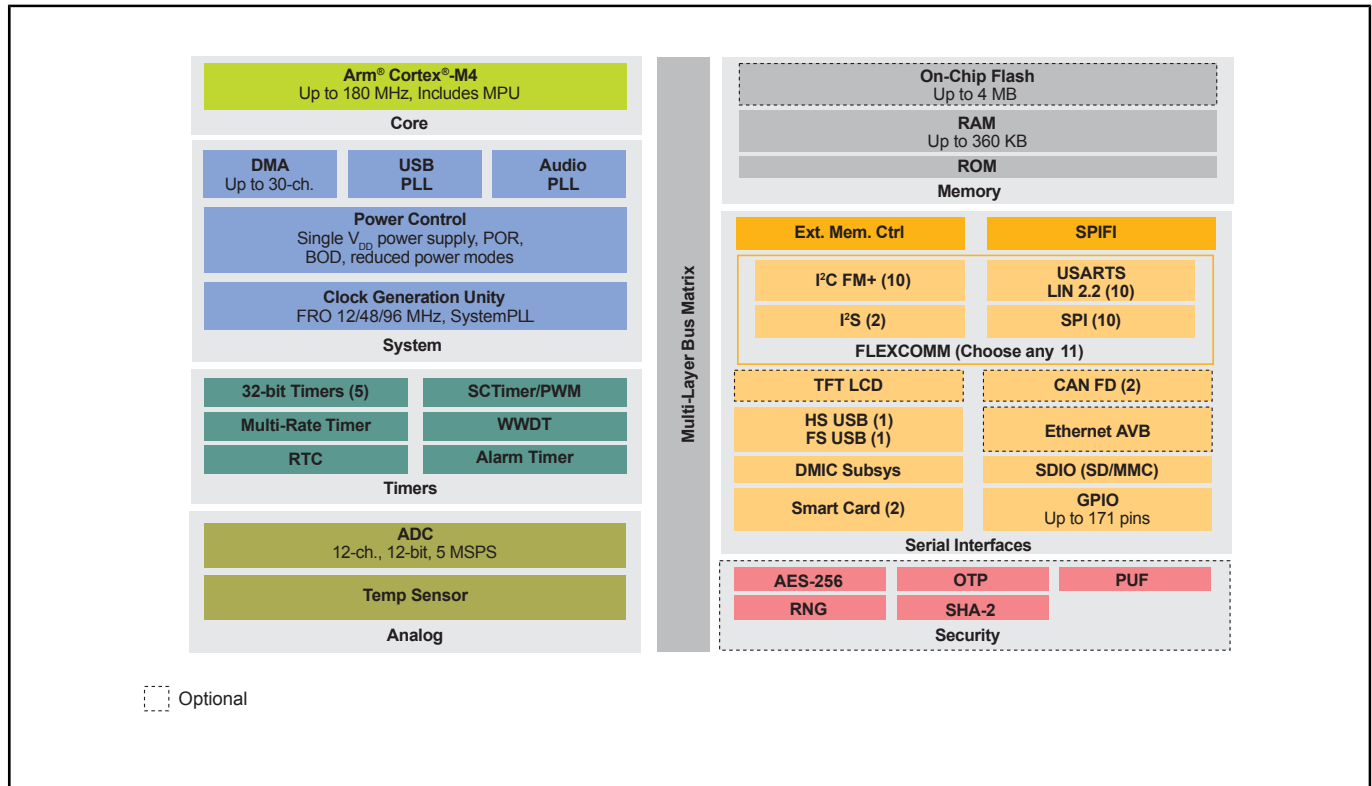 Arm® Cortex®-M4
Up to 180 MHz, Includes MPU
Core
DMA
Up to 30-ch.
USB
PLL
Audio
PLL
Power Control
Single VDD power supply, POR,
BOD, reduced power modes
Clock Generation Unity
FRO 12/48/96 MHz, SystemPLL
System
32-bit Timers (5)
SCTimer/PWM
Multi-Rate Timer
WWDT
RTC
Alarm Timer
Timers
ADC
12-ch., 12-bit, 5 MSPS
Temp Sensor
Analog
Multi-Layer Bus Matrix
On-Chip Flash
Up to 4 MB
RAM
Up to 360 KB
ROM
Memory
Ext. Mem. Ctrl
SPIFI
I²C FM+ (10)
USARTS
LIN 2.2 (10)
I²S (2)
SPI (10)
FLEXCOMM (Choose any 11)
TFT LCD
CAN FD (2)
HS USB (1)
FS USB (1)
Ethernet AVB
DMIC Subsys
SDIO (SD/MMC)
Smart Card (2)
GPIO
Up to 171 pins
Serial Interfaces
AES-256
OTP
PUF
RNG
SHA-2
Security
Optional